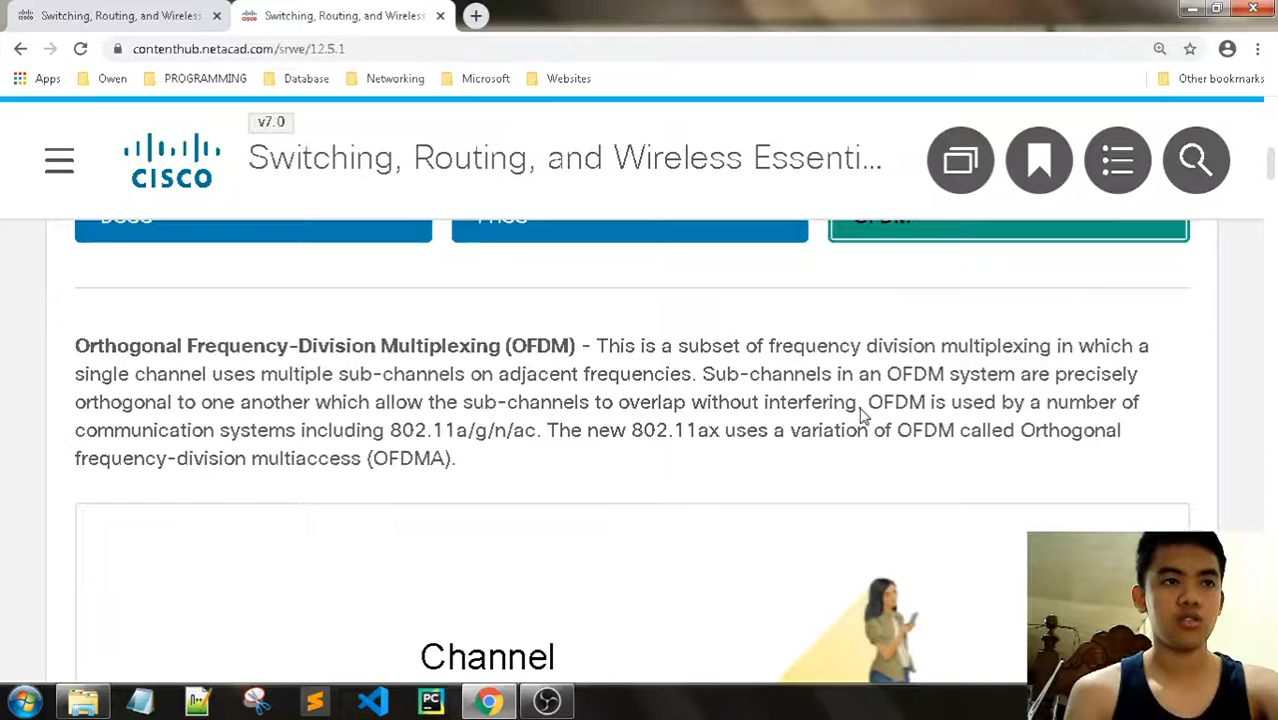 Switching, Routing, and Wireless
Switching, Routing, and Wireless
contenthub.netacad.com/srwe/12.5.1
Apps
Owen
PROGRAMMING
Database
Networking
Microsoft
Websites
Other bookmarks
v7.0
CISCO
Switching, Routing, and Wireless Essenti...
OFDM
Orthogonal Frequency-Division Multiplexing (OFDM) - This is a subset of frequency division multiplexing in which a
single channel uses multiple sub-channels on adjacent frequencies. Sub-channels in an OFDM system are precisely
orthogonal to one another which allow the sub-channels to overlap without interfering. OFDM is used by a number of
communication systems including 802.11a/g/n/ac. The new 802.11ax uses a variation of OFDM called Orthogonal
frequency-division multiaccess (OFDMA).
Channel
PC